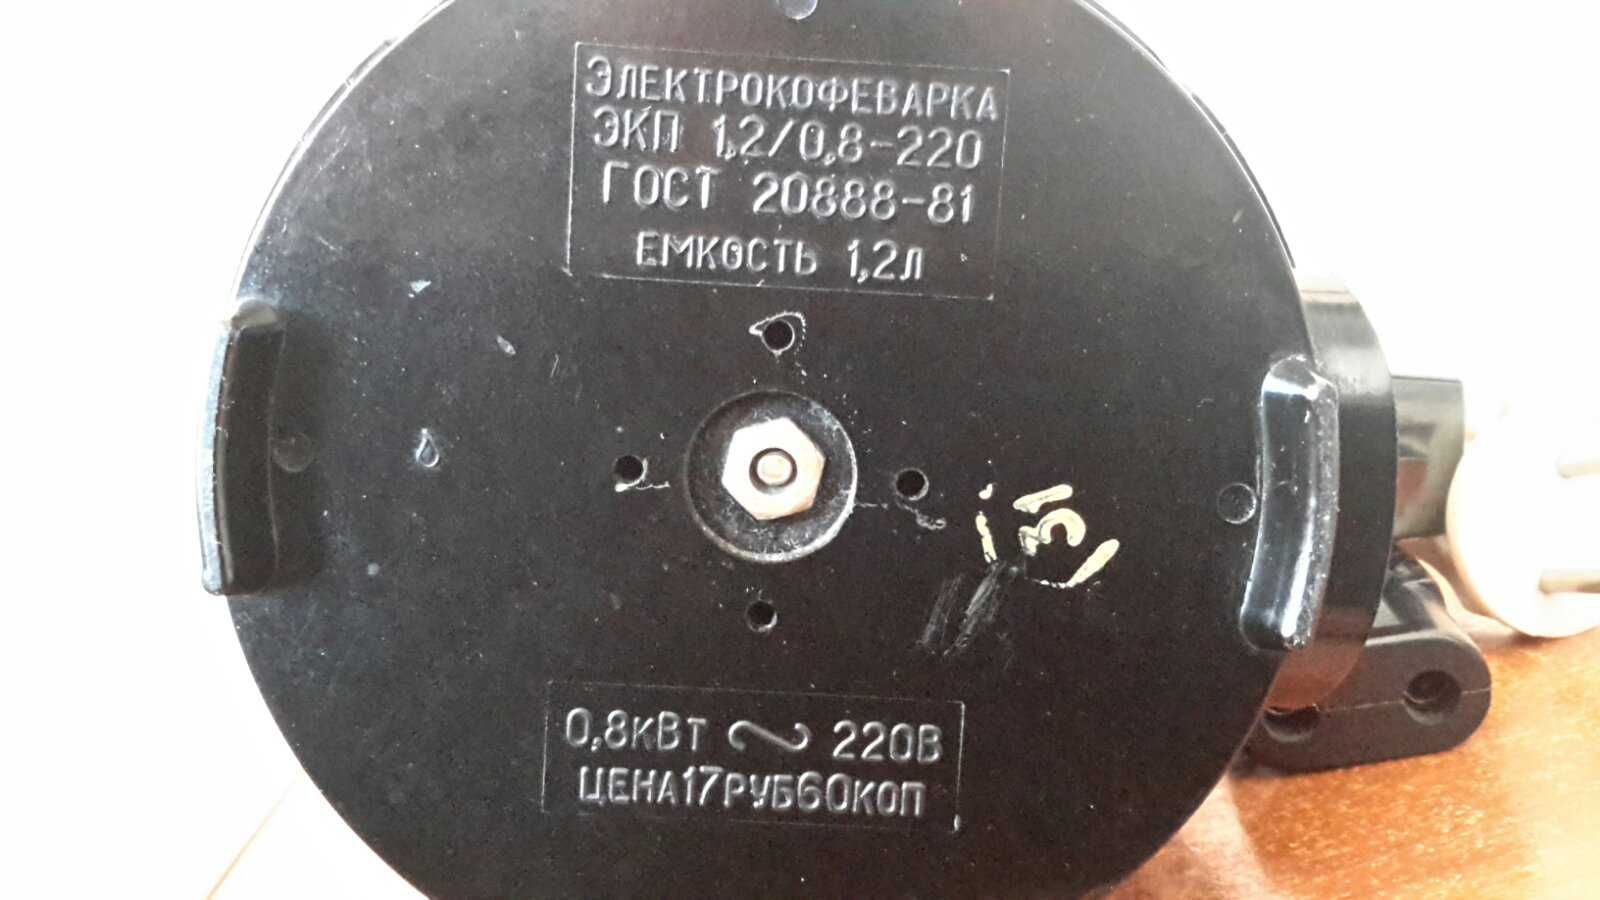 ЭЛЕКТРОКОФЕВАРКА
ЭКП 1,2/0,8-220
ГОСТ 20888-81
ЕМКОСТЬ 1,2л
0,8кВт ~ 220В
ЦЕНА17РУБ60КОП